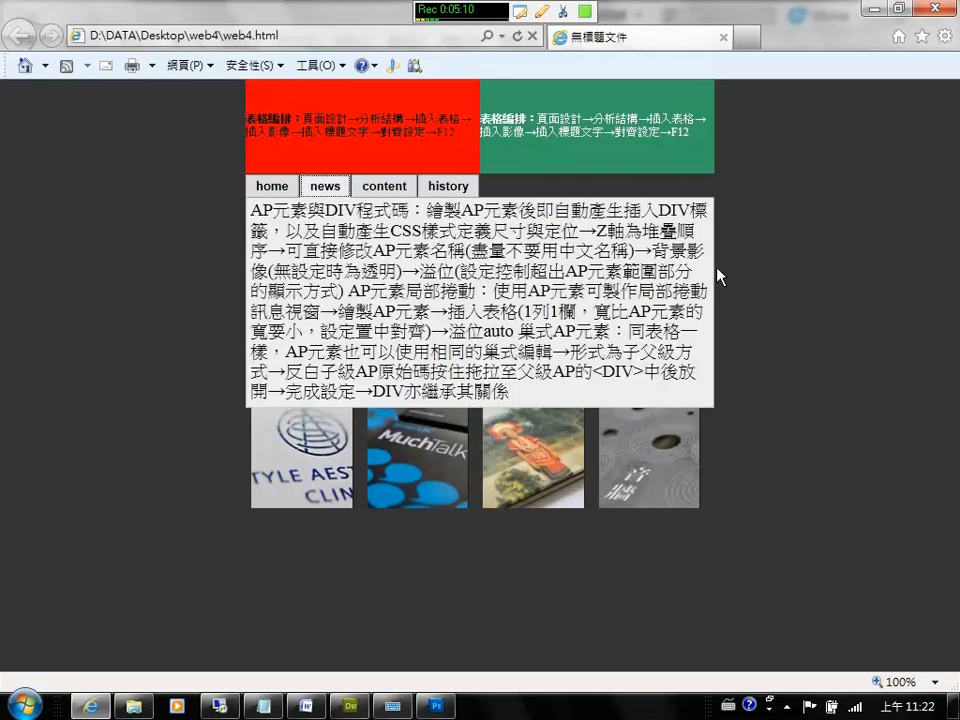 Rec 0:05:10
D:\DATA\Desktop\web4\web4.html
無標題文件
網頁(P)
安全性(S)
工具(O)
表格編排：頁面設計→分析結構→插入表格→
插入影像→插入標題文字→對齊設定→F12
表格編排：頁面設計→分析結構→插入表格→
插入影像→插入標題文字→對齊設定→F12
home
news
content
history
AP元素與DIV程式碼：繪製AP元素後即自動產生插入DIV標
籤，以及自動產生CSS樣式定義尺寸與定位→Z軸為堆疊順
序→可直接修改AP元素名稱(盡量不要用中文名稱)→背景影
像(無設定時為透明)→溢位(設定控制超出AP元素範圍部分
的顯示方式) AP元素局部捲動：使用AP元素可製作局部捲動
訊息視窗→繪製AP元素→插入表格(1列1欄，寬比AP元素的
寬要小，設定置中對齊)→溢位auto 巢式AP元素：同表格一
樣，AP元素也可以使用相同的巢式編輯→形式為子父級方
式→反白子級AP原始碼按住拖拉至父級AP的<DIV>中後放
開→完成設定→DIV亦繼承其關係
TYLE AES
CLIN
MuchTalk
音牆
100%
Dw
Ps
上午 11:22